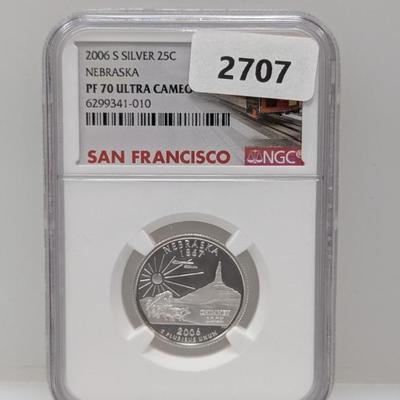 2006 S SILVER 25C
NEBRASKA
PF 70 ULTRA CAMEO
6299341-010
2707
SAN FRANCISCO
NGC
NEBRASKA
1867
CHIMNEY
ROCK
2006
E PLURIBUS UNUM